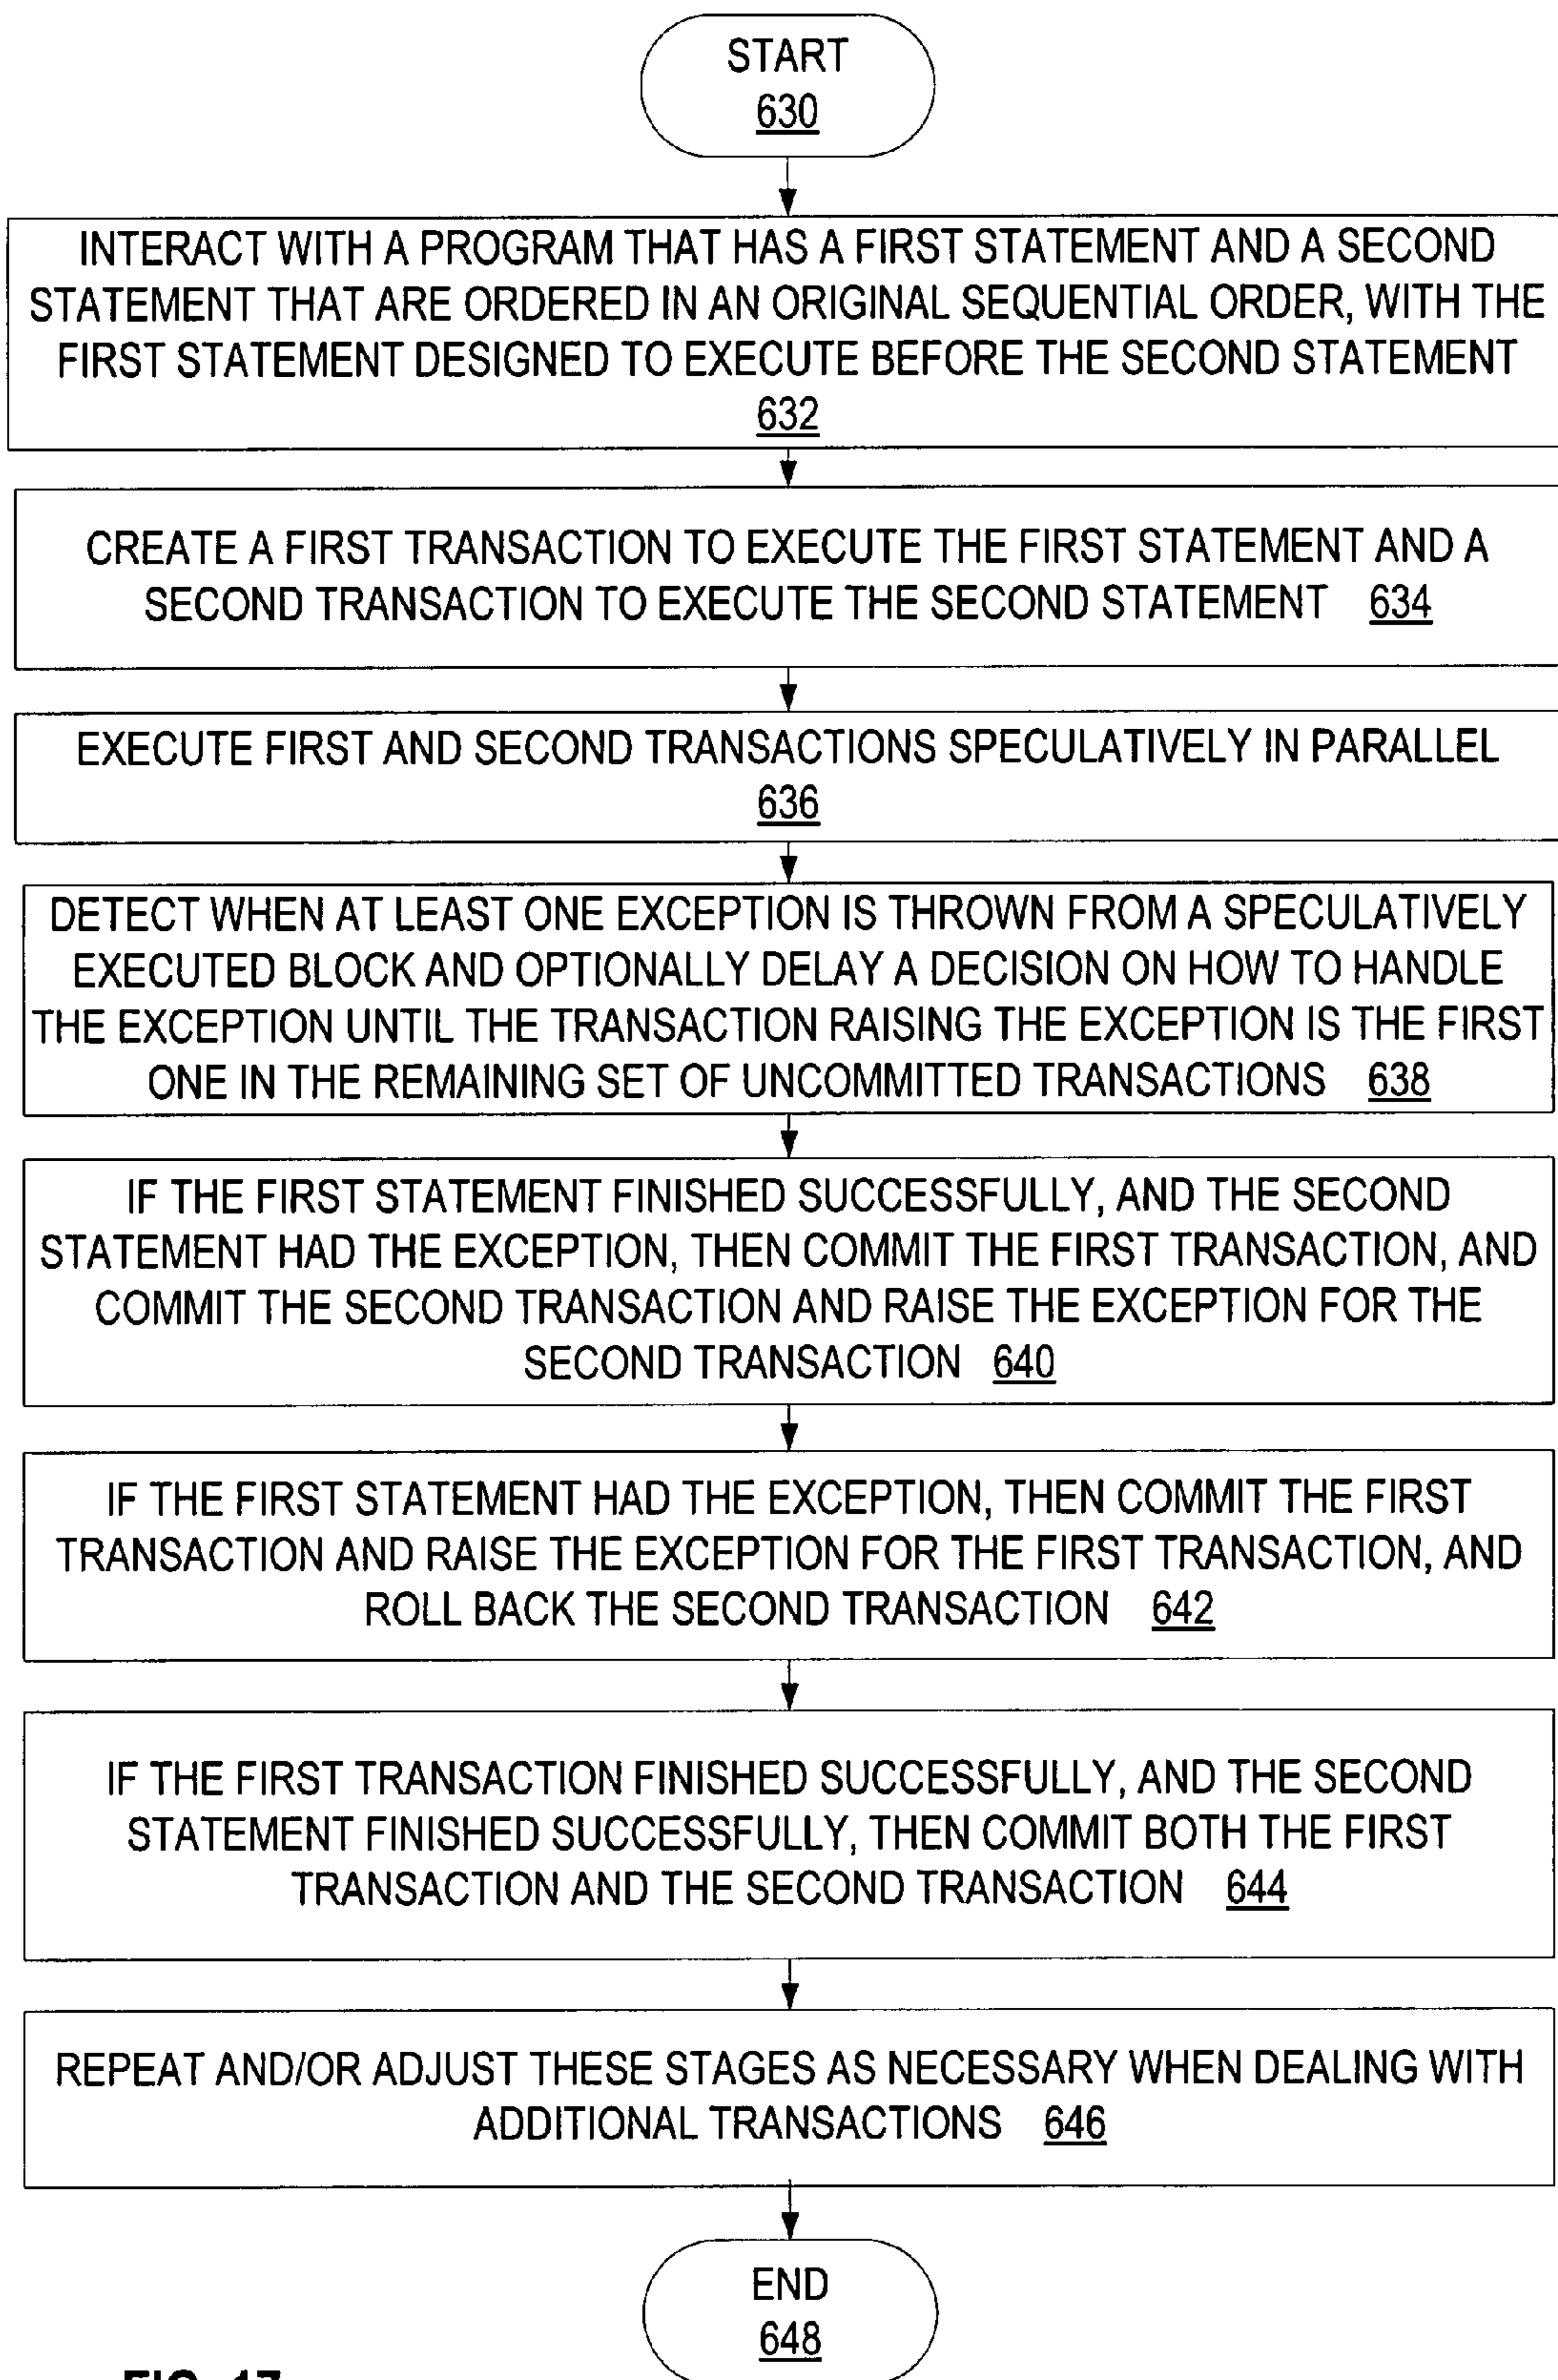 START
630
INTERACT WITH A PROGRAM THAT HAS A FIRST STATEMENT AND A SECOND
STATEMENT THAT ARE ORDERED IN AN ORIGINAL SEQUENTIAL ORDER, WITH THE
FIRST STATEMENT DESIGNED TO EXECUTE BEFORE THE SECOND STATEMENT
632
CREATE A FIRST TRANSACTION TO EXECUTE THE FIRST STATEMENT AND A
SECOND TRANSACTION TO EXECUTE THE SECOND STATEMENT 634
EXECUTE FIRST AND SECOND TRANSACTIONS SPECULATIVELY IN PARALLEL
636
DETECT WHEN AT LEAST ONE EXCEPTION IS THROWN FROM A SPECULATIVELY
EXECUTED BLOCK AND OPTIONALLY DELAY A DECISION ON HOW TO HANDLE
THE EXCEPTION UNTIL THE TRANSACTION RAISING THE EXCEPTION IS THE FIRST
ONE IN THE REMAINING SET OF UNCOMMITTED TRANSACTIONS 638
IF THE FIRST STATEMENT FINISHED SUCCESSFULLY, AND THE SECOND
STATEMENT HAD THE EXCEPTION, THEN COMMIT THE FIRST TRANSACTION, AND
COMMIT THE SECOND TRANSACTION AND RAISE THE EXCEPTION FOR THE
SECOND TRANSACTION 640
IF THE FIRST STATEMENT HAD THE EXCEPTION, THEN COMMIT THE FIRST
TRANSACTION AND RAISE THE EXCEPTION FOR THE FIRST TRANSACTION, AND
ROLL BACK THE SECOND TRANSACTION 642
IF THE FIRST TRANSACTION FINISHED SUCCESSFULLY, AND THE SECOND
STATEMENT FINISHED SUCCESSFULLY, THEN COMMIT BOTH THE FIRST
TRANSACTION AND THE SECOND TRANSACTION 644
REPEAT AND/OR ADJUST THESE STAGES AS NECESSARY WHEN DEALING WITH
ADDITIONAL TRANSACTIONS 646
END
648
FIG. 17